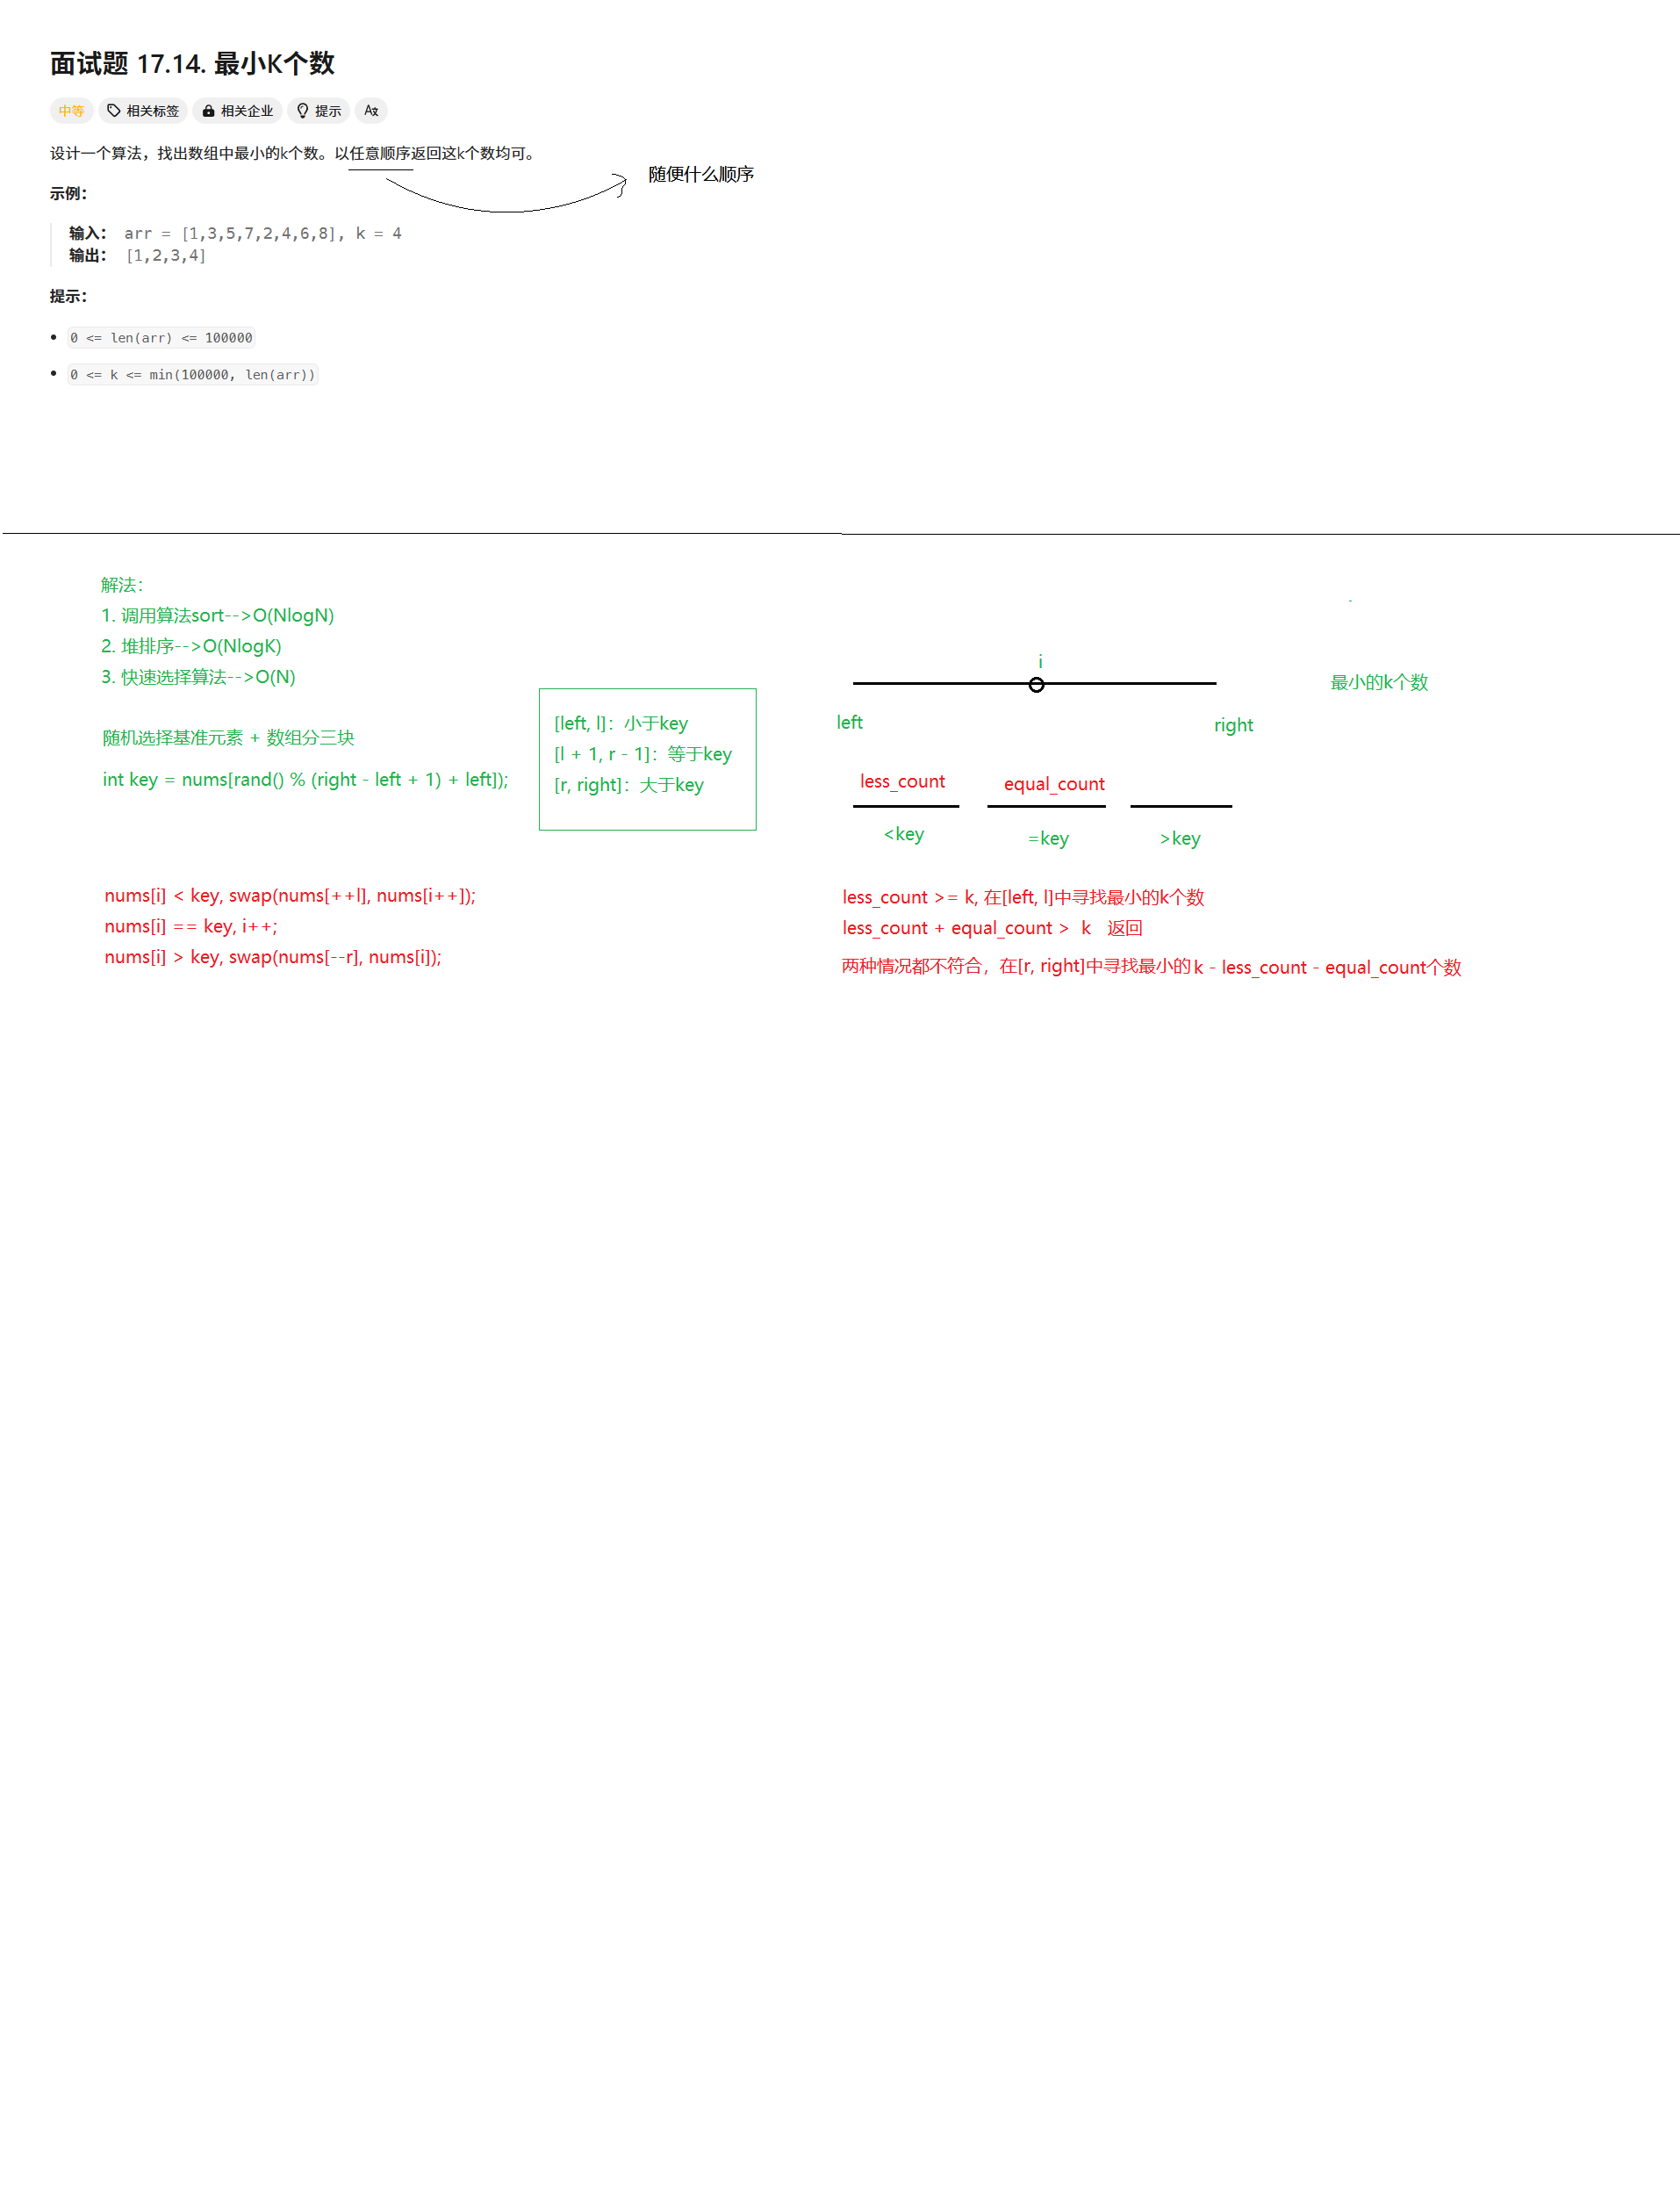 面试题 17.14. 最小K个数
中等 相关标签 相关企业 提示 A文
设计一个算法，找出数组中最小的k个数。以任意顺序返回这k个数均可。
随便什么顺序
示例：
输入： arr = [1,3,5,7,2,4,6,8], k = 4
输出： [1,2,3,4]
提示：
0 <= len(arr) <= 100000
0 <= k <= min(100000, len(arr))
解法：
1. 调用算法sort-->O(NlogN)
2. 堆排序-->O(NlogK)
3. 快速选择算法-->O(N)
随机选择基准元素 + 数组分三块
int key = nums[rand() % (right - left + 1) + left]);
[left, l]：小于key
[l + 1, r - 1]：等于key
[r, right]：大于key
nums[i] < key, swap(nums[++l], nums[i++]);
nums[i] == key, i++;
nums[i] > key, swap(nums[--r], nums[i]);
i
最小的k个数
left
right
less_count
equal_count
<key
=key
>key
less_count >= k, 在[left, l]中寻找最小的k个数
less_count + equal_count > k 返回
两种情况都不符合，在[r, right]中寻找最小的 k - less_count - equal_count个数